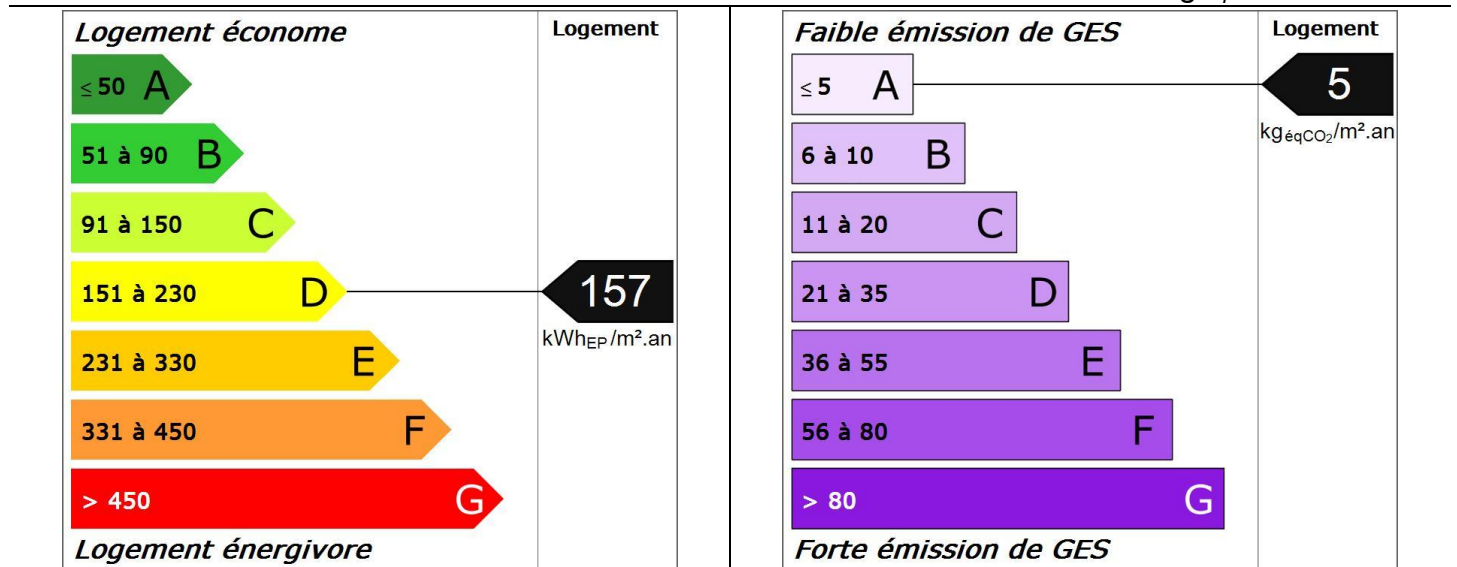 Logement économe Logement
≤ 50 A
51 à 90 B
91 à 150 C
151 à 230 D 157
kWhEP/m².an
231 à 330 E
331 à 450 F
> 450 G
Logement énergivore
Faible émission de GES Logement
≤ 5 A 5
kgéqCO₂/m².an
6 à 10 B
11 à 20 C
21 à 35 D
36 à 55 E
56 à 80 F
> 80 G
Forte émission de GES